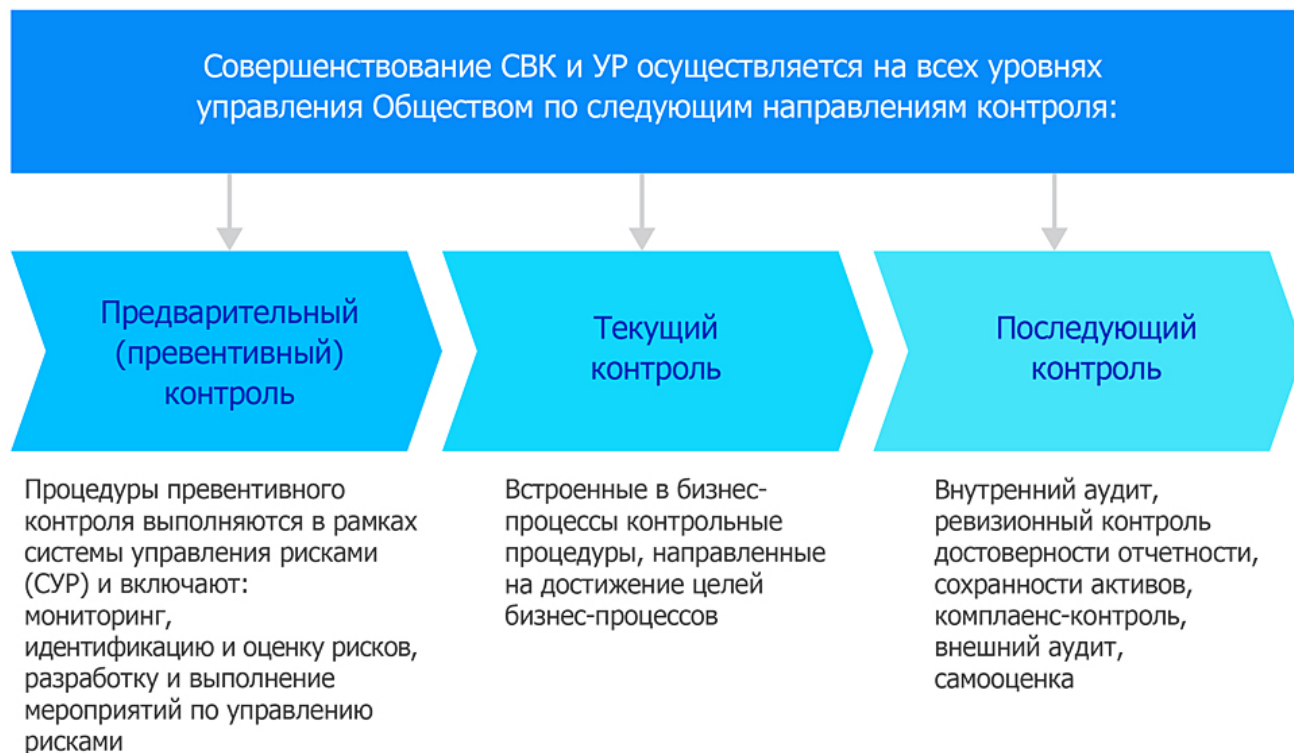 Совершенствование СВК и УР осуществляется на всех уровнях
управления Обществом по следующим направлениям контроля:
Предварительный
(превентивный)
контроль
Текущий
контроль
Последующий
контроль
Процедуры превентивного
контроля выполняются в рамках
системы управления рисками
(СУР) и включают:
мониторинг,
идентификацию и оценку рисков,
разработку и выполнение
мероприятий по управлению
рисками
Встроенные в бизнес-
процессы контрольные
процедуры, направленные
на достижение целей
бизнес-процессов
Внутренний аудит,
ревизионный контроль
достоверности отчетности,
сохранности активов,
комплаенс-контроль,
внешний аудит,
самооценка